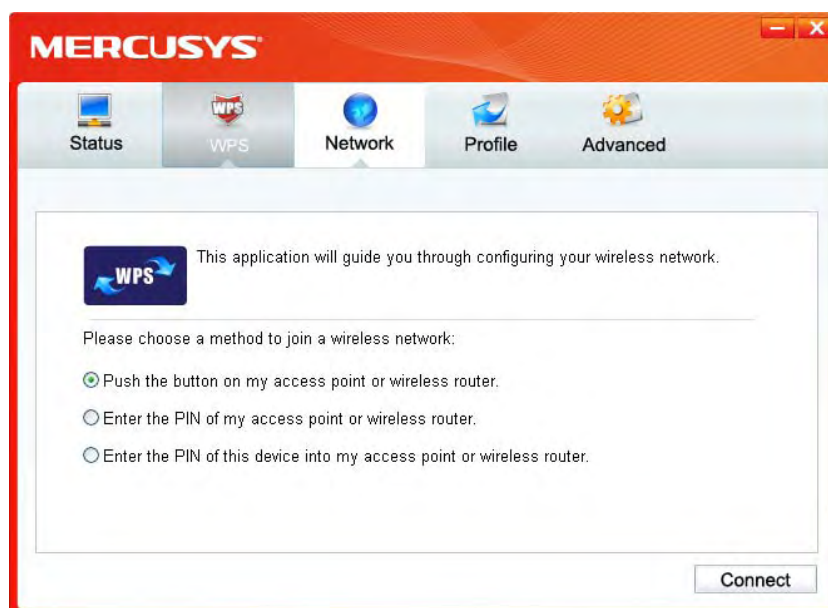 MERCUSYS®
Status
WPS
WPS
Network
Profile
Advanced
WPS
This application will guide you through configuring your wireless network.
Please choose a method to join a wireless network:
Push the button on my access point or wireless router.
Enter the PIN of my access point or wireless router.
Enter the PIN of this device into my access point or wireless router.
Connect